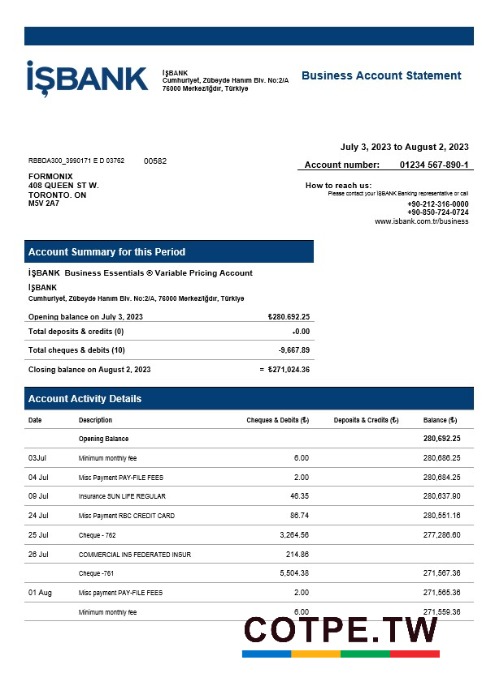 İŞBANK
İŞBANK
Cumhuriyet, Zübeyde Hanım Blv. No:2/A
76000 Merkez/Iğdır, Türkiye
Business Account Statement
July 3, 2023 to August 2, 2023
RBBDA300_3990171 E D 03762 00582
Account number: 01234 567-890-1
FORMONIX
408 QUEEN ST W.
TORONTO. ON
M5V 2A7
How to reach us:
Please contact your IŞBANK Banking representative or call
+90-212-316-0000
+90-850-724-0724
www.isbank.com.tr/business
Account Summary for this Period
İŞBANK Business Essentials ® Variable Pricing Account
İŞBANK
Cumhuriyet, Zübeyde Hanım Blv. No:2/A, 76000 Merkez/Iğdır, Türkiye
Opening balance on July 3, 2023 ₺280,692.25
Total deposits & credits (0) .0.00
Total cheques & debits (10) -9,667.89
Closing balance on August 2, 2023 = ₺271,024.36
Account Activity Details
Date Description Cheques & Debits (₺) Deposits & Credits (₺) Balance (₺)
Opening Balance 280,692.25
03Jul Minimum monthly fee 6.00 280,686.25
04 Jul Misc Payment PAY-FILE FEES 2.00 280,684.25
09 Jul Insurance SUN LIFE REGULAR 46.35 280,637.90
24 Jul Misc Payment RBC CREDIT CARD 86.74 280,551.16
25 Jul Cheque - 762 3,264.56 277,286.60
26 Jul COMMERCIAL INS FEDERATED INSUR 214.86
Cheque -761 5,504.38 271,567.36
01 Aug Misc payment PAY-FILE FEES 2.00 271,565.36
Minimum monthly fee 6.00 271,559.36
COTPE.TW